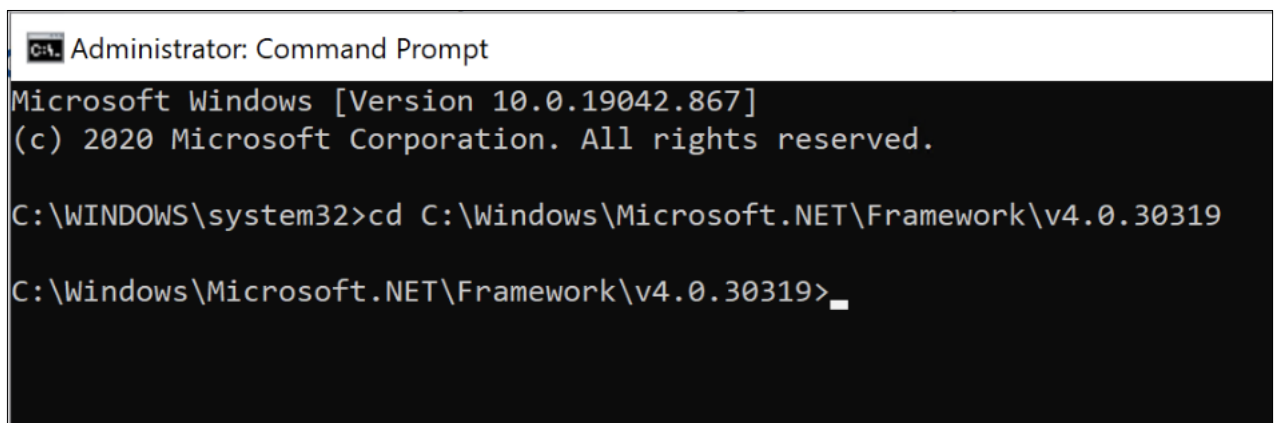 Administrator: Command Prompt
Microsoft Windows [Version 10.0.19042.867]
(c) 2020 Microsoft Corporation. All rights reserved.
C:\WINDOWS\system32>cd C:\Windows\Microsoft.NET\Framework\v4.0.30319
C:\Windows\Microsoft.NET\Framework\v4.0.30319>